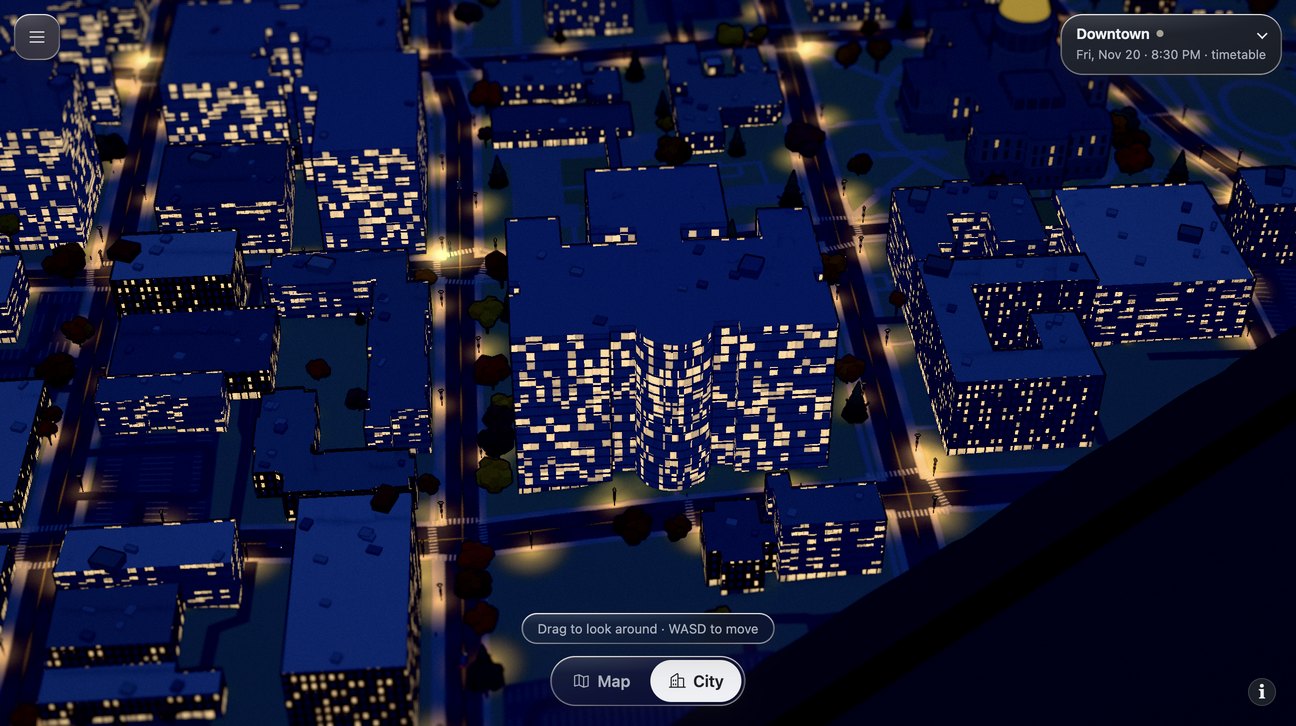 Downtown
Fri, Nov 20 · 8:30 PM · timetable
Drag to look around · WASD to move
Map
City
i